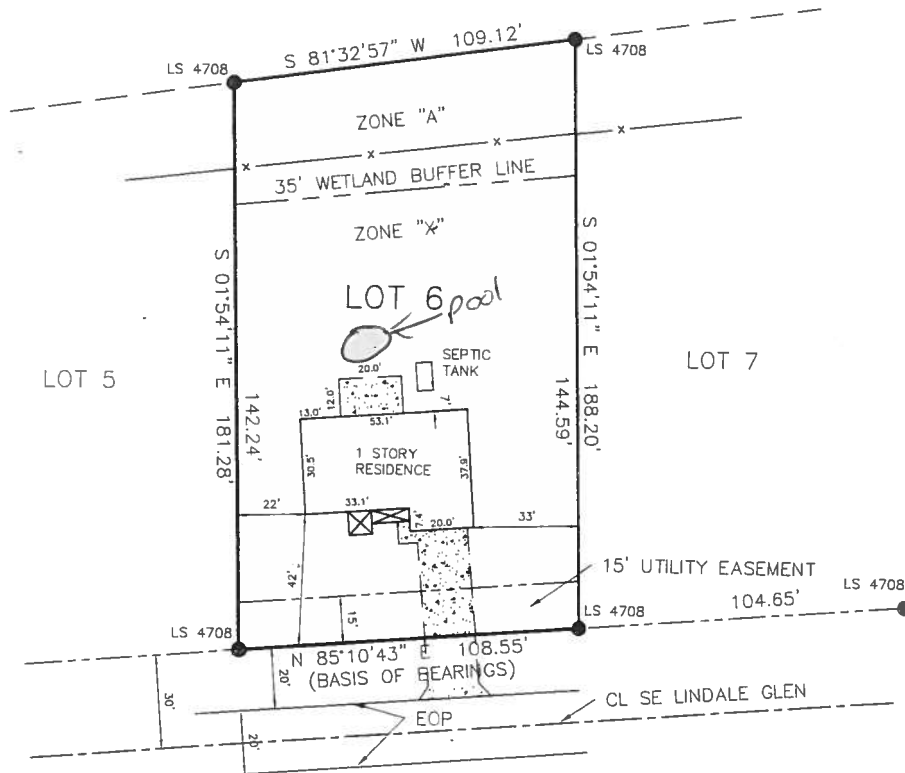 S 81°32'57" W 109.12'
LS 4708
LS 4708
ZONE "A"
35' WETLAND BUFFER LINE
ZONE "X"
S 01°54'11" E 181.28'
142.24'
S 01°54'11" E 188.20'
144.59'
LOT 6
pool
LOT 5
LOT 7
SEPTIC
TANK
20.0'
12.0'
13.0'
53.1'
7'
1 STORY
RESIDENCE
30.5'
37.9'
22'
33.1'
7.4'
20.0'
33'
42'
15'
15' UTILITY EASEMENT
LS 4708
104.65'
LS 4708
LS 4708
N 85°10'43" E 108.55'
(BASIS OF BEARINGS)
20'
30'
EOP
CL SE LINDALE GLEN
20'